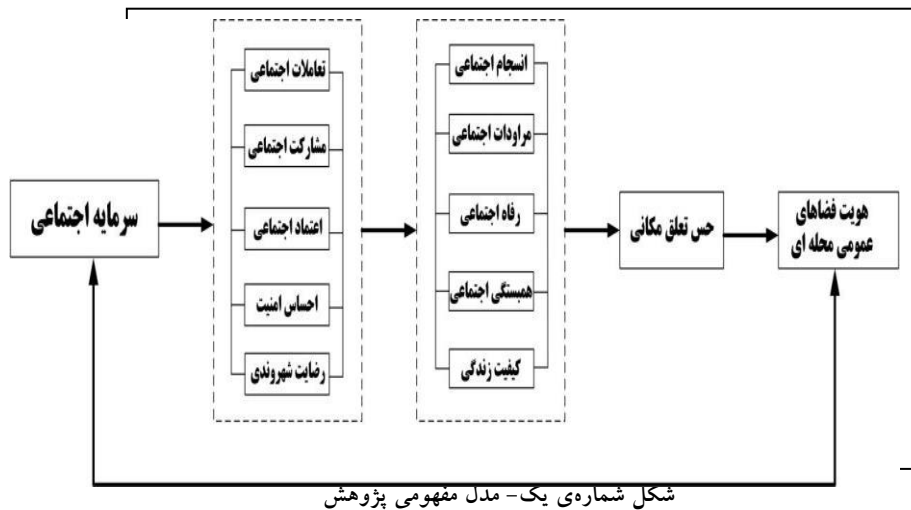 سرمایه اجتماعی
تعاملات اجتماعی
مشارکت اجتماعی
اعتماد اجتماعی
احساس امنیت
رضایت شهروندی
انسجام اجتماعی
مراودات اجتماعی
رفاه اجتماعی
همبستگی اجتماعی
کیفیت زندگی
حس تعلق مکانی
هویت فضاهای
عمومی محله ای
شکل شماره‌ی یک- مدل مفهومی پژوهش